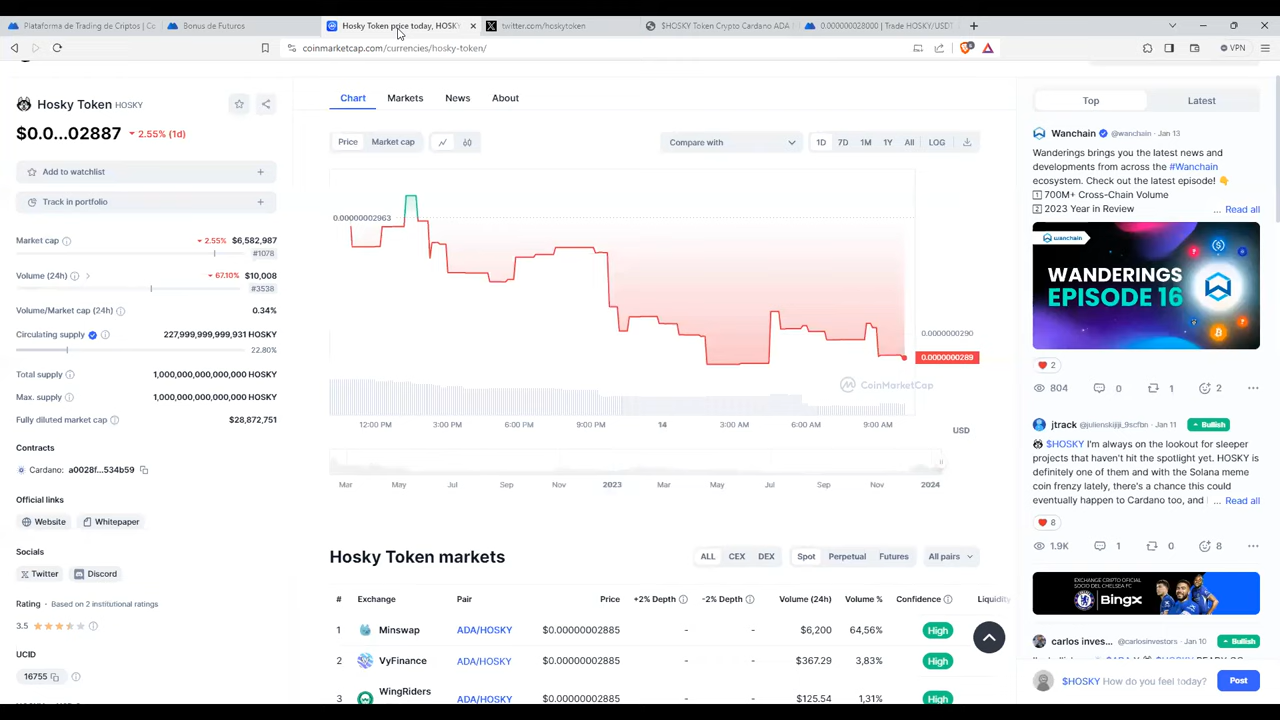 Plataforma de Trading de Criptos | Co
Bonus de Futuros
Hosky Token price today, HOSKY
twitter.com/hoskytoken
$HOSKY Token Crypto Cardano ADA
0.000000028000 | Trade HOSKY/USDT
coinmarketcap.com/currencies/hosky-token/
VPN
Hosky Token HOSKY
$0.0...02887 2.55% (1d)
Add to watchlist
Track in portfolio
Market cap 2.55% $6,582,987
#1078
Volume (24h) 67.10% $10,008
#3538
Volume/Market cap (24h) 0.34%
Circulating supply 227,999,999,999,931 HOSKY
22.80%
Total supply 1,000,000,000,000,000 HOSKY
Max. supply 1,000,000,000,000,000 HOSKY
Fully diluted market cap $28,872,751
Contracts
Cardano: a0028f...534b59
Official links
Website Whitepaper
Socials
Twitter Discord
Rating · Based on 2 institutional ratings
3.5
UCID
16755
Chart Markets News About
Price Market cap
Compare with
1D 7D 1M 1Y All LOG
0.00000002963
0.0000000290
0.0000000289
CoinMarketCap
12:00 PM 3:00 PM 6:00 PM 9:00 PM 14 3:00 AM 6:00 AM 9:00 AM
USD
Mar May Jul Sep Nov 2023 Mar May Jul Sep Nov 2024
Hosky Token markets
ALL CEX DEX Spot Perpetual Futures All pairs
# Exchange Pair Price +2% Depth -2% Depth Volume (24h) Volume % Confidence Liquidity
1 Minswap ADA/HOSKY $0.00000002885 - - $6,200 64,56% High
2 VyFinance ADA/HOSKY $0.00000002885 - - $367.29 3,83% High
3 WingRiders ADA/HOSKY $0.00000002885 - - $125.54 1,31% High
Top Latest
Wanchain @wanchain · Jan 13
Wanderings brings you the latest news and
developments from across the #Wanchain
ecosystem. Check out the latest episode! 👇
1 700M+ Cross-Chain Volume
2 2023 Year in Review ... Read all
wanchain
WANDERINGS
EPISODE 16
2
804 0 1 2
jtrack @julienskijiji_9scfbn · Jan 11 Bullish
$HOSKY I'm always on the lookout for sleeper
projects that haven't hit the spotlight yet. HOSKY is
definitely one of them and with the Solana meme
coin frenzy lately, there's a chance this could
eventually happen to Cardano too, and ... Read all
8
1.9K 1 0 8
EXCHANGE CRIPTO OFICIAL
SOCIO DEL CHELSEA FC
BingX
carlos inves... @carlosinvestors · Jan 10 Bullish
$HOSKY How do you feel today? Post